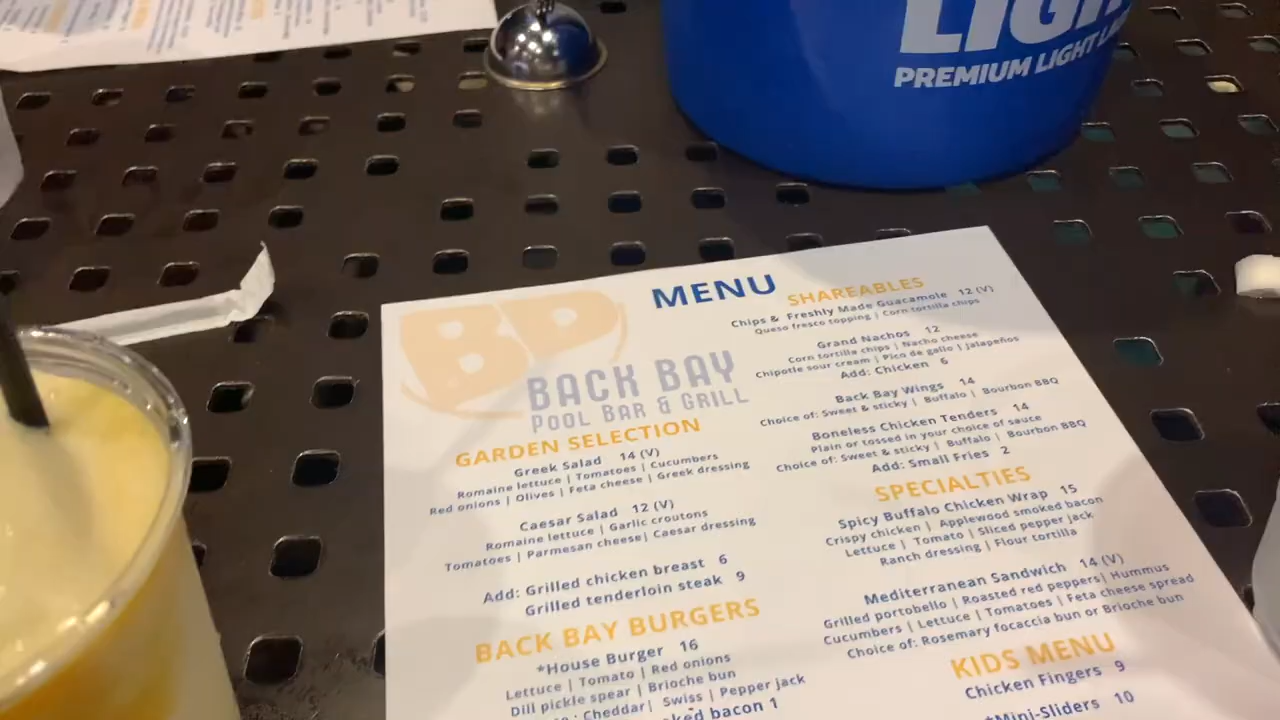 LIGHT
PREMIUM LIGHT
MENU
BP
BACK BAY
POOL BAR & GRILL
GARDEN SELECTION
Greek Salad 14 (V)
Romaine lettuce | Tomatoes | Cucumbers
Red onions | Olives | Feta cheese | Greek dressing
Caesar Salad 12 (V)
Romaine lettuce | Garlic croutons
Tomatoes | Parmesan cheese | Caesar dressing
Add: Grilled chicken breast 6
Grilled tenderloin steak 9
BACK BAY BURGERS
*House Burger 16
Lettuce | Tomato | Red onions
Dill pickle spear | Brioche bun
Cheddar | Swiss | Pepper jack
bacon 1
SHAREABLES
Chips & Freshly Made Guacamole 12 (V)
Queso fresco topping | Corn tortilla chips
Grand Nachos 12
Corn tortilla chips | Nacho cheese
Chipotle sour cream | Pico de gallo | Jalapeños
Add: Chicken 6
Back Bay Wings 14
Choice of: Sweet & sticky | Buffalo | Bourbon BBQ
Boneless Chicken Tenders 14
Plain or tossed in your choice of sauce
Choice of: Sweet & sticky | Buffalo | Bourbon BBQ
Add: Small Fries 2
SPECIALTIES
Spicy Buffalo Chicken Wrap 15
Crispy chicken | Applewood smoked bacon
Lettuce | Tomato | Sliced pepper jack
Ranch dressing | Flour tortilla
Mediterranean Sandwich 14 (V)
Grilled portobello | Roasted red peppers | Hummus
Cucumbers | Lettuce | Tomatoes | Feta cheese spread
Choice of: Rosemary focaccia bun or Brioche bun
KIDS MENU
Chicken Fingers 9
*Mini-Sliders 10